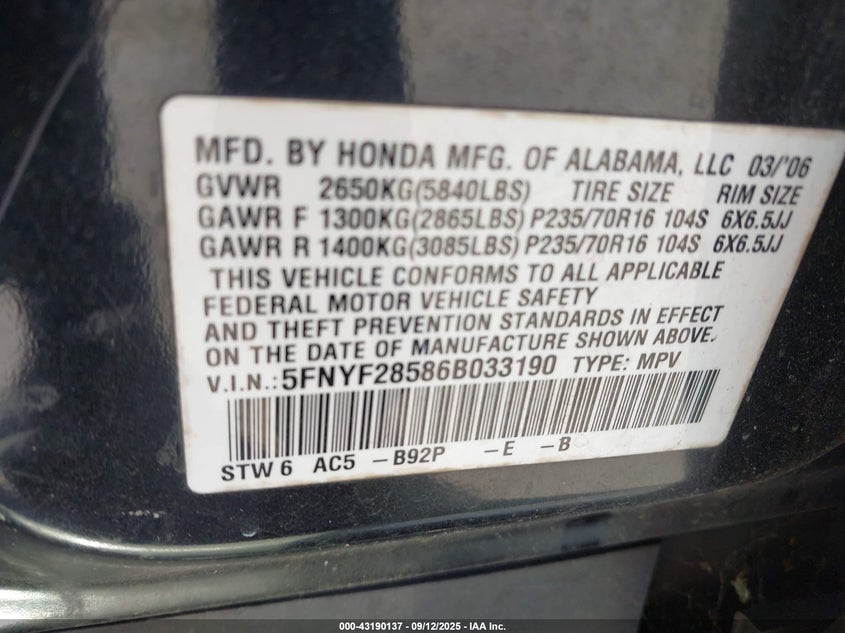 MFD. BY HONDA MFG. OF ALABAMA, LLC 03/'06
GVWR 2650KG(5840LBS) TIRE SIZE RIM SIZE
GAWR F 1300KG(2865LBS) P235/70R16 104S 6X6.5JJ
GAWR R 1400KG(3085LBS) P235/70R16 104S 6X6.5JJ
THIS VEHICLE CONFORMS TO ALL APPLICABLE
FEDERAL MOTOR VEHICLE SAFETY
AND THEFT PREVENTION STANDARDS IN EFFECT
ON THE DATE OF MANUFACTURE SHOWN ABOVE.
V.I.N.: 5FNYF28586B033190 TYPE: MPV
STW 6 AC5 -B92P -E -B
000-43190137 - 09/12/2025 - IAA Inc.